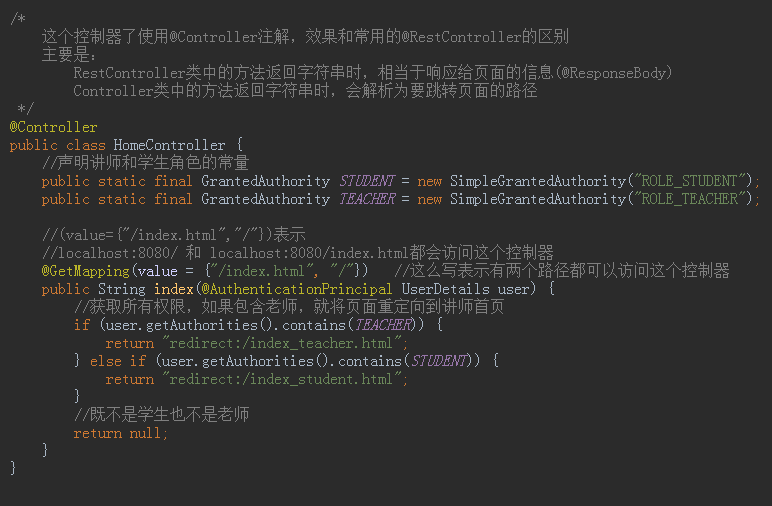 /*
    这个控制器了使用@Controller注解，效果和常用的@RestController的区别
    主要是：
        RestController类中的方法返回字符串时，相当于响应给页面的信息(@ResponseBody)
        Controller类中的方法返回字符串时，会解析为要跳转页面的路径
 */
@Controller
public class HomeController {
    //声明讲师和学生角色的常量
    public static final GrantedAuthority STUDENT = new SimpleGrantedAuthority("ROLE_STUDENT");
    public static final GrantedAuthority TEACHER = new SimpleGrantedAuthority("ROLE_TEACHER");

    //(value={"/index.html","/"})表示
    //localhost:8080/ 和 localhost:8080/index.html都会访问这个控制器
    @GetMapping(value = {"/index.html", "/"})   //这么写表示有两个路径都可以访问这个控制器
    public String index(@AuthenticationPrincipal UserDetails user) {
        //获取所有权限，如果包含老师，就将页面重定向到讲师首页
        if (user.getAuthorities().contains(TEACHER)) {
            return "redirect:/index_teacher.html";
        } else if (user.getAuthorities().contains(STUDENT)) {
            return "redirect:/index_student.html";
        }
        //既不是学生也不是老师
        return null;
    }
}